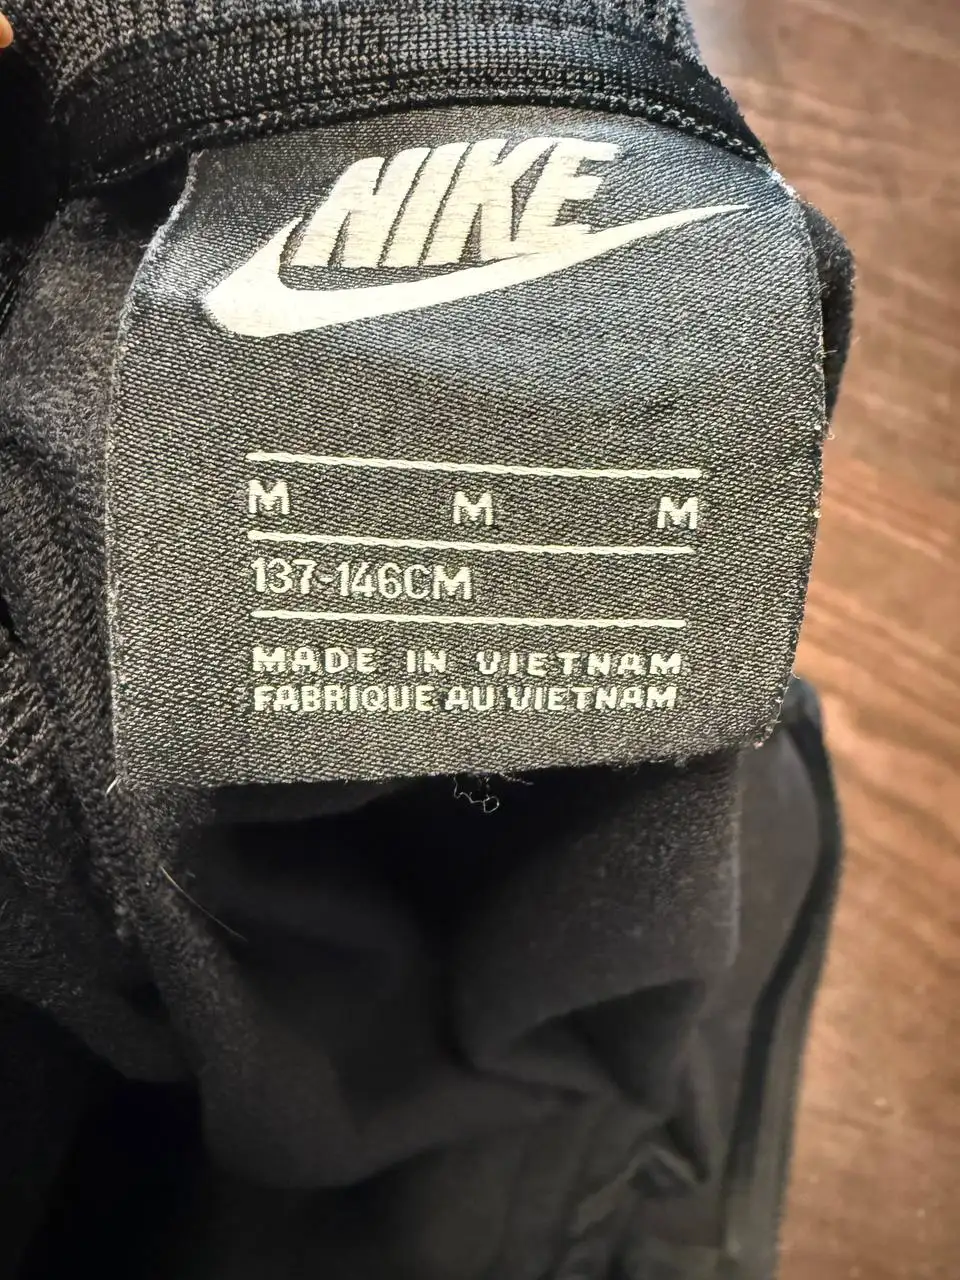 NIKE
M M M
137-146CM
MADE IN VIETNAM
FABRIQUE AU VIETNAM